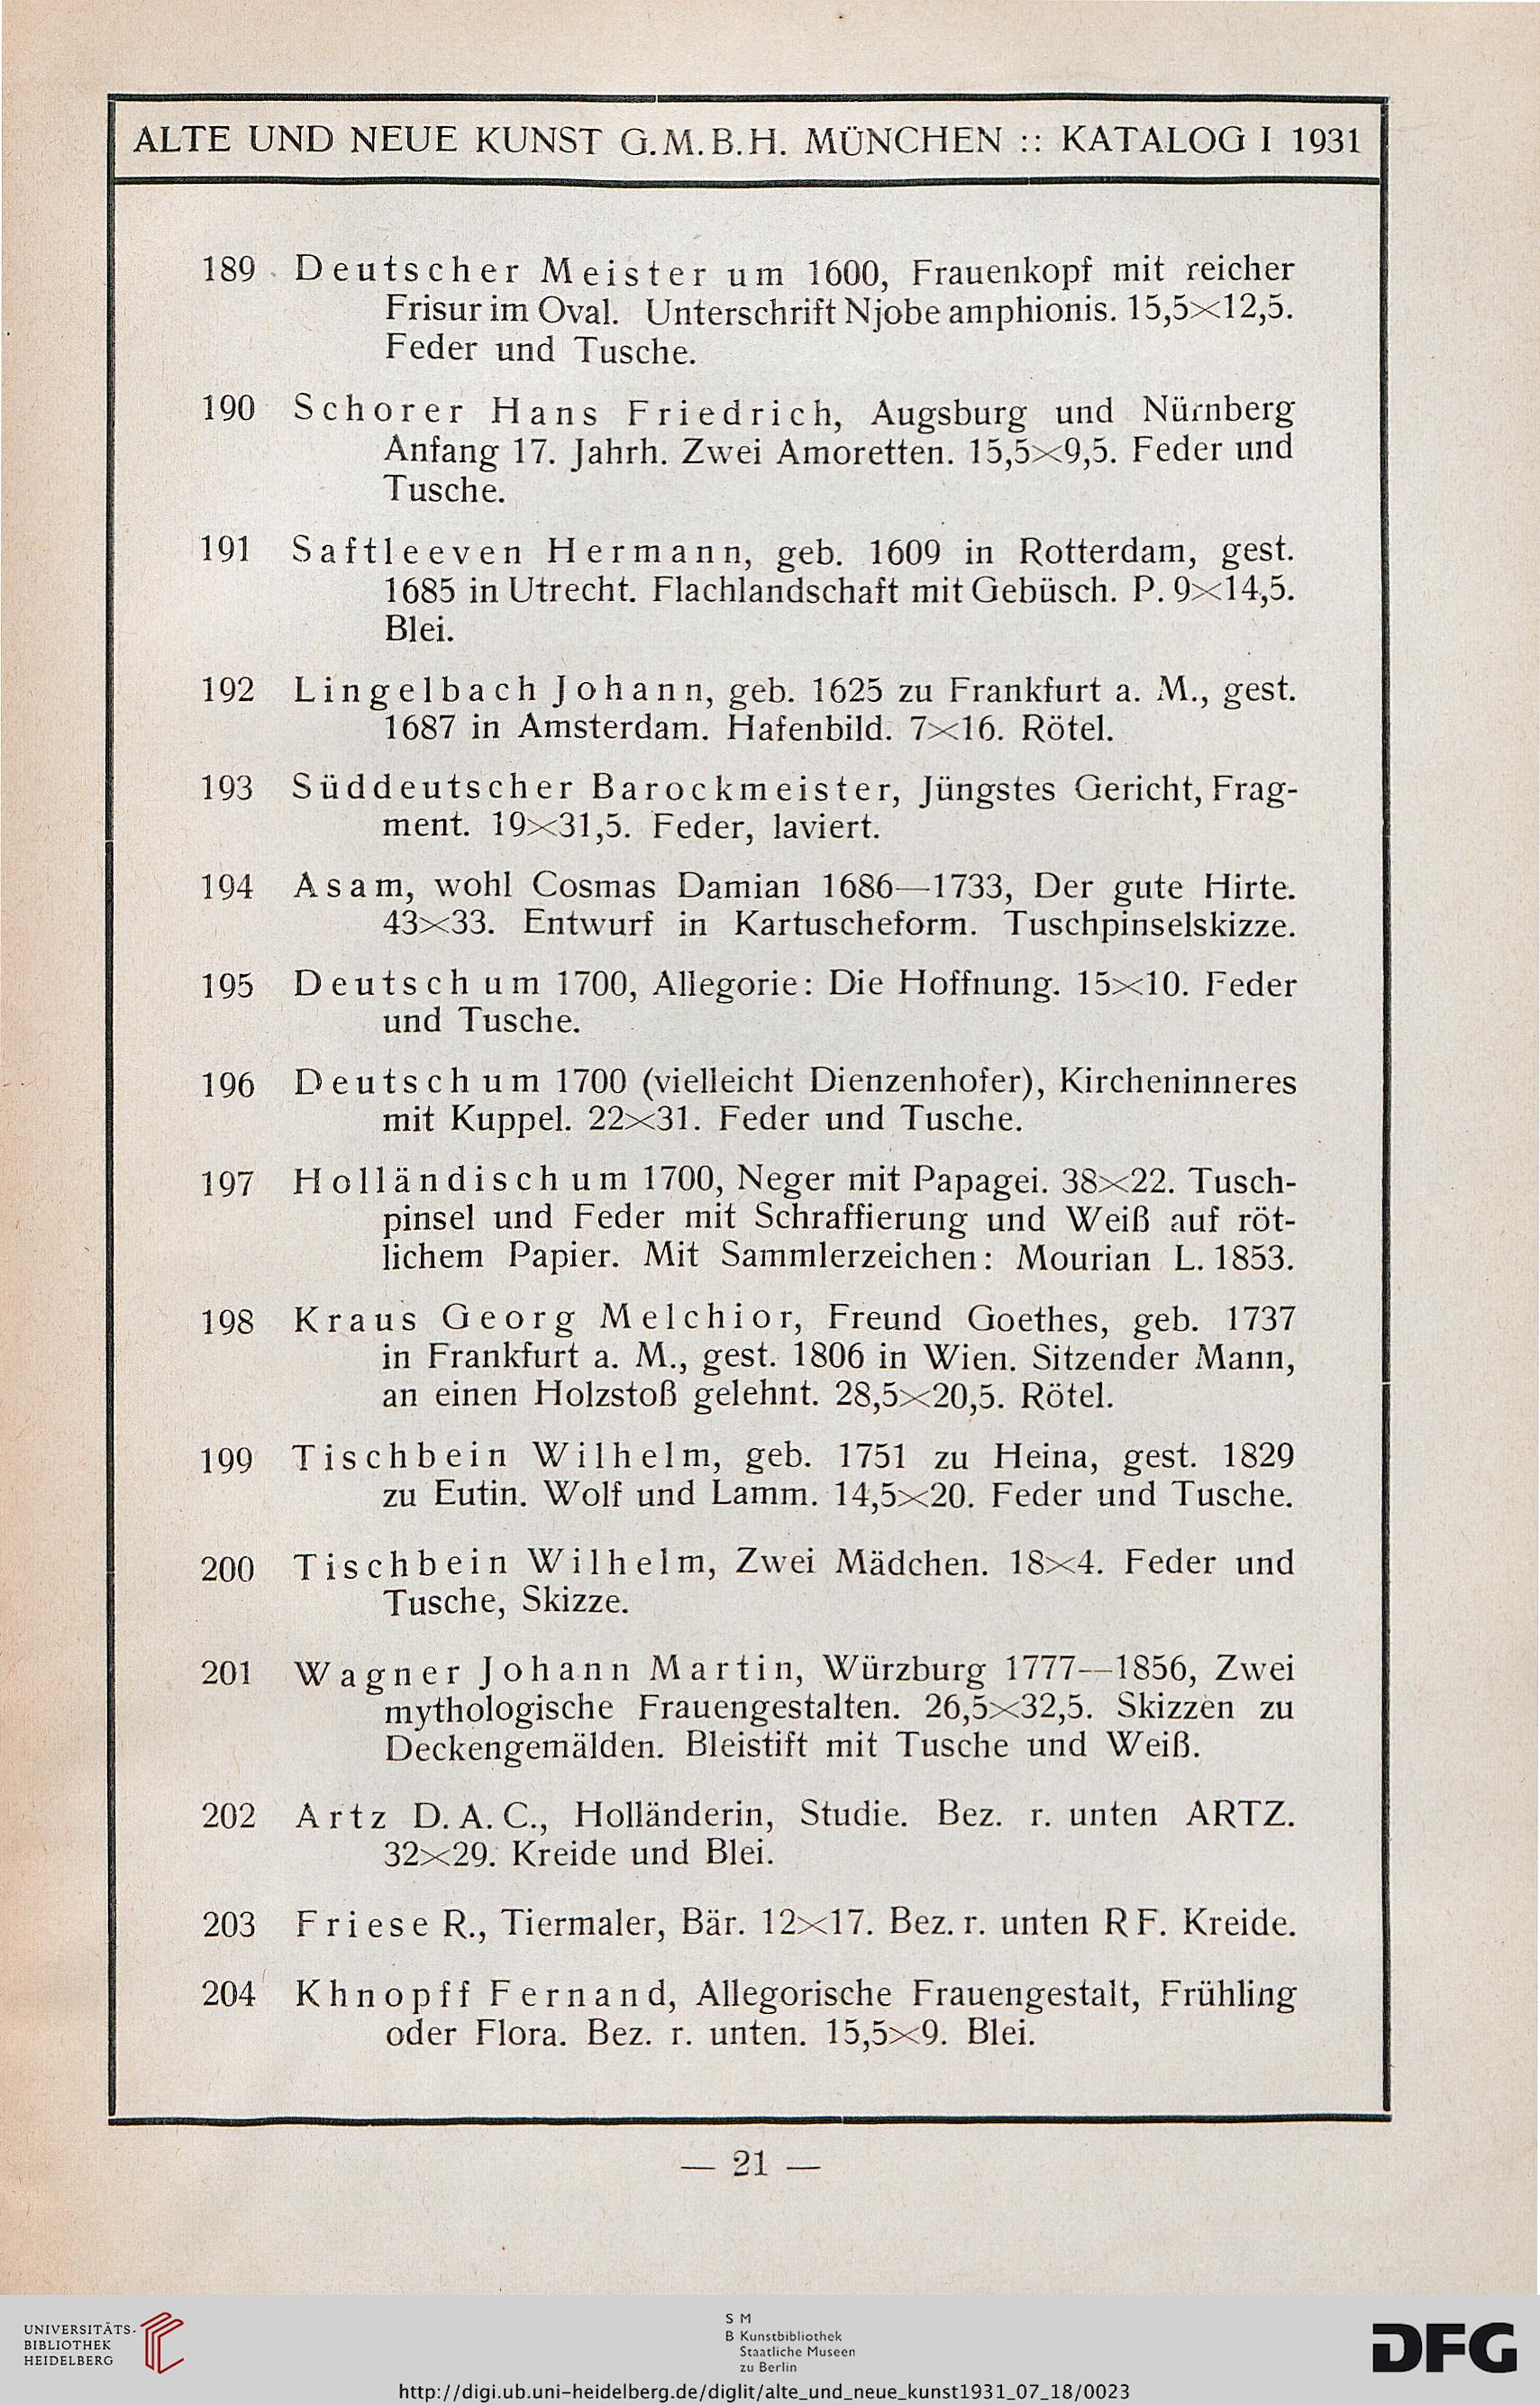 ALTE UND NEUE KUNST G.M.B.H. MÜNCHEN :: KATALOG I 1931
189 Deutscher Meister um 1600, Frauenkopf mit reicher
Frisur im Oval. Unterschrift Njobe amphionis. 15,5×12,5.
Feder und Tusche.
190 Schorer Hans Friedrich, Augsburg und Nürnberg
Anfang 17. Jahrh. Zwei Amoretten. 15,5×9,5. Feder und
Tusche.
191 Saftleeven Hermann, geb. 1609 in Rotterdam, gest.
1685 in Utrecht. Flachlandschaft mit Gebüsch. P. 9×14,5.
Blei.
192 Lingelbach Johann, geb. 1625 zu Frankfurt a. M., gest.
1687 in Amsterdam. Hafenbild. 7×16. Rötel.
193 Süddeutscher Barockmeister, Jüngstes Gericht, Frag-
ment. 19×31,5. Feder, laviert.
194 Asam, wohl Cosmas Damian 1686—1733, Der gute Hirte.
43×33. Entwurf in Kartuscheform. Tuschpinselskizze.
195 Deutsch um 1700, Allegorie: Die Hoffnung. 15×10. Feder
und Tusche.
196 Deutsch um 1700 (vielleicht Dienzenhofer), Kircheninneres
mit Kuppel. 22×31. Feder und Tusche.
197 Holländisch um 1700, Neger mit Papagei. 38×22. Tusch-
pinsel und Feder mit Schraffierung und Weiß auf röt-
lichem Papier. Mit Sammlerzeichen: Mourian L. 1853.
198 Kraus Georg Melchior, Freund Goethes, geb. 1737
in Frankfurt a. M., gest. 1806 in Wien. Sitzender Mann,
an einen Holzstoß gelehnt. 28,5×20,5. Rötel.
199 Tischbein Wilhelm, geb. 1751 zu Heina, gest. 1829
zu Eutin. Wolf und Lamm. 14,5×20. Feder und Tusche.
200 Tischbein Wilhelm, Zwei Mädchen. 18×4. Feder und
Tusche, Skizze.
201 Wagner Johann Martin, Würzburg 1777—1856, Zwei
mythologische Frauengestalten. 26,5×32,5. Skizzen zu
Deckengemälden. Bleistift mit Tusche und Weiß.
202 Artz D. A. C., Holländerin, Studie. Bez. r. unten ARTZ.
32×29. Kreide und Blei.
203 Friese R., Tiermaler, Bär. 12×17. Bez. r. unten R F. Kreide.
204 Khnopff Fernand, Allegorische Frauengestalt, Frühling
oder Flora. Bez. r. unten. 15,5×9. Blei.
— 21 —
UNIVERSITÄTS-
BIBLIOTHEK
HEIDELBERG
S M
B Kunstbibliothek
Staatliche Museen
zu Berlin
DFG
http://digi.ub.uni-heidelberg.de/diglit/alte_und_neue_kunst1931_07_18/0023